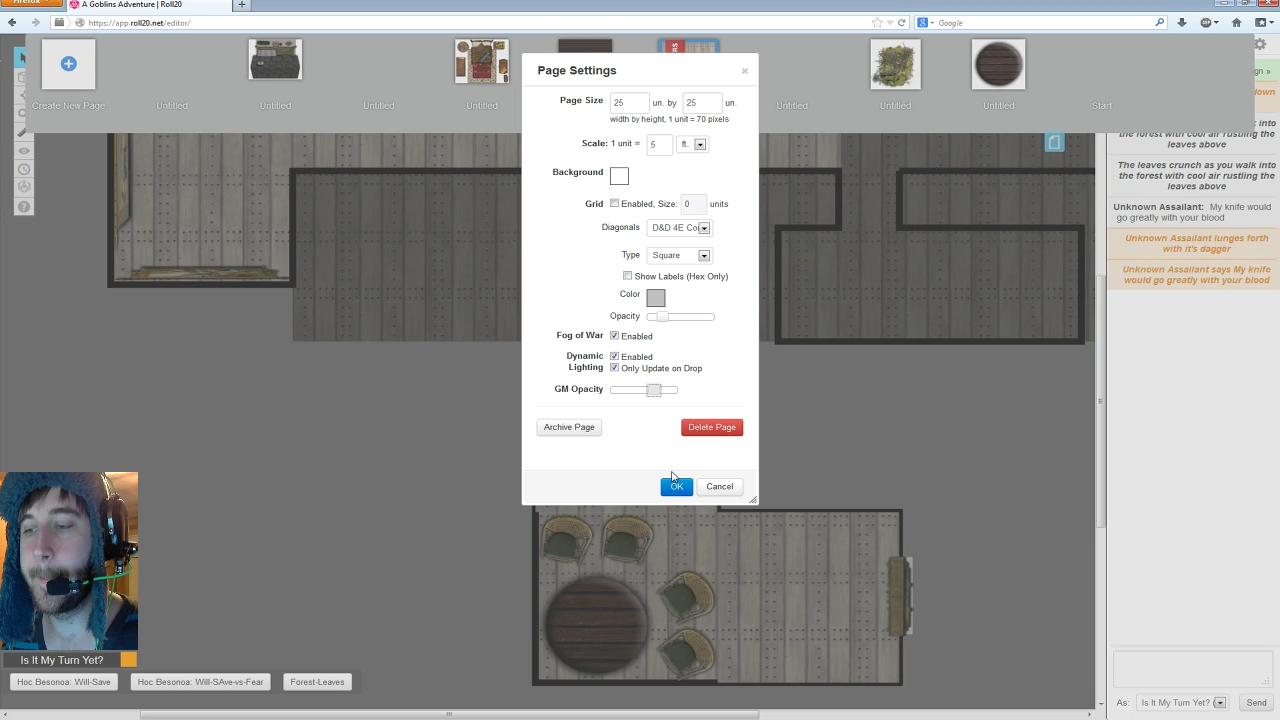 Firefox
A Goblins Adventure | Roll20
https://app.roll20.net/editor/
Google
Create New Page
Untitled
Untitled
Untitled
Untitled
Untitled
Untitled
Untitled
Start
Page Settings
Page Size 25 un. by 25 un.
width by height, 1 unit = 70 pixels
Scale: 1 unit = 5 ft.
Background
Grid Enabled, Size: 0 units
Diagonals D&D 4E Co
Type Square
Show Labels (Hex Only)
Color
Opacity
Fog of War Enabled
Dynamic Enabled
Lighting Only Update on Drop
GM Opacity
Archive Page Delete Page
OK Cancel
down
into
the forest with cool air rustling the
leaves above
The leaves crunch as you walk into
the forest with cool air rustling the
leaves above
Unknown Assailant: My knife
would go greatly with your blood
Unknown Assailant lunges forth
with it's dagger
Unknown Assailant says My knife
would go greatly with your blood
Is It My Turn Yet?
Hoc Besonoa: Will-Save
Hoc Besonoa: Will-SAve-vs-Fear
Forest-Leaves
As: Is It My Turn Yet? ( Send